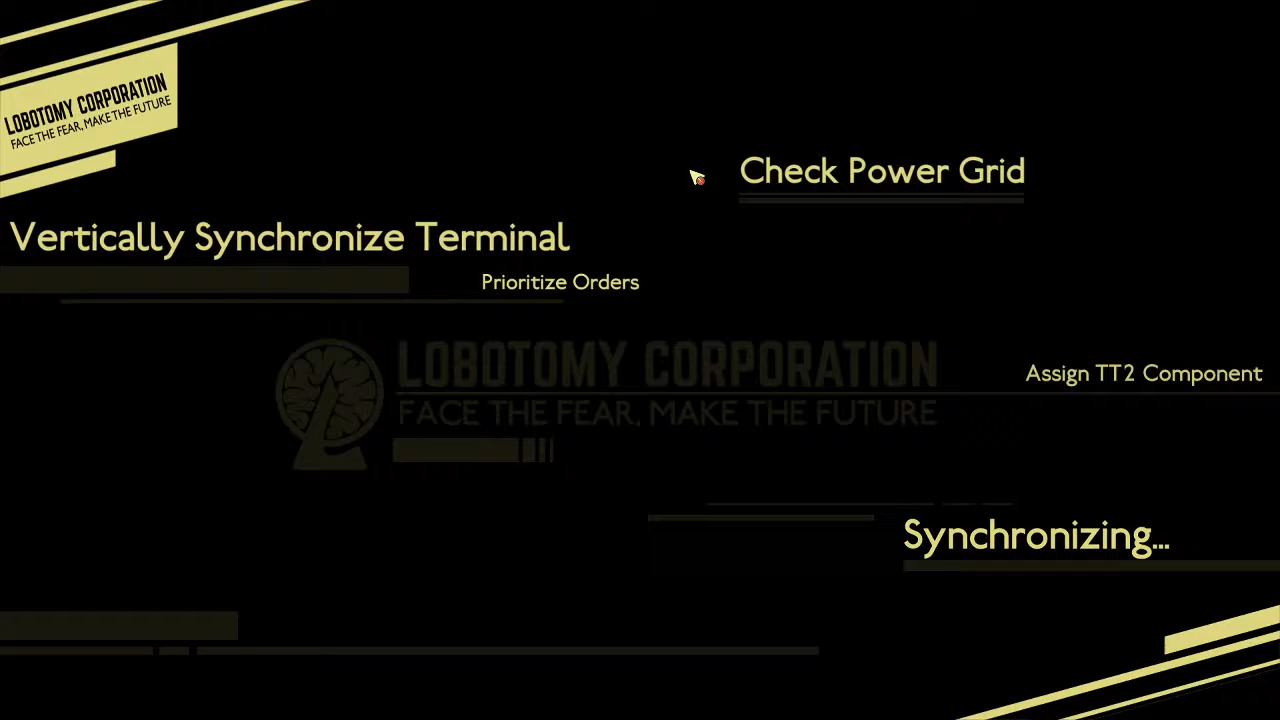 LOBOTOMY CORPORATION
FACE THE FEAR, MAKE THE FUTURE
Check Power Grid
Vertically Synchronize Terminal
Prioritize Orders
LOBOTOMY CORPORATION
FACE THE FEAR, MAKE THE FUTURE
Assign TT2 Component
Synchronizing...